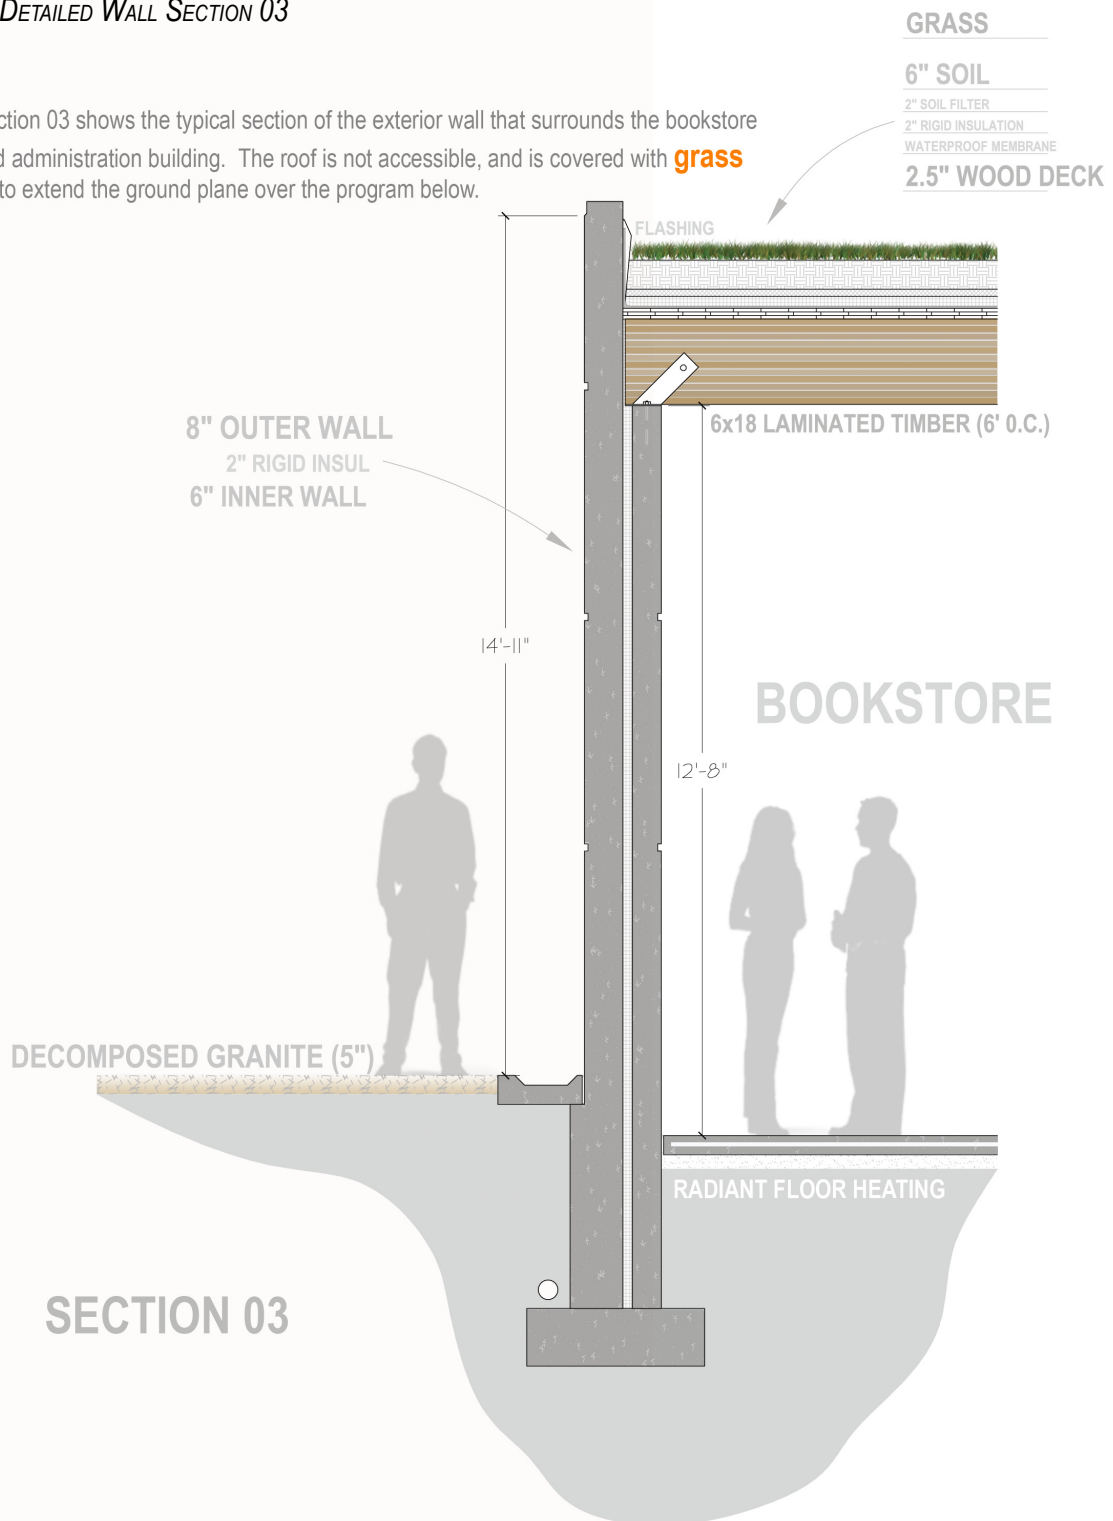 DETAILED WALL SECTION 03
ction 03 shows the typical section of the exterior wall that surrounds the bookstore
d administration building. The roof is not accessible, and is covered with grass
to extend the ground plane over the program below.
GRASS
6" SOIL
2" SOIL FILTER
2" RIGID INSULATION
WATERPROOF MEMBRANE
2.5" WOOD DECK
FLASHING
8" OUTER WALL
2" RIGID INSUL
6" INNER WALL
6x18 LAMINATED TIMBER (6' 0.C.)
14'-11"
BOOKSTORE
12'-8"
DECOMPOSED GRANITE (5")
RADIANT FLOOR HEATING
SECTION 03